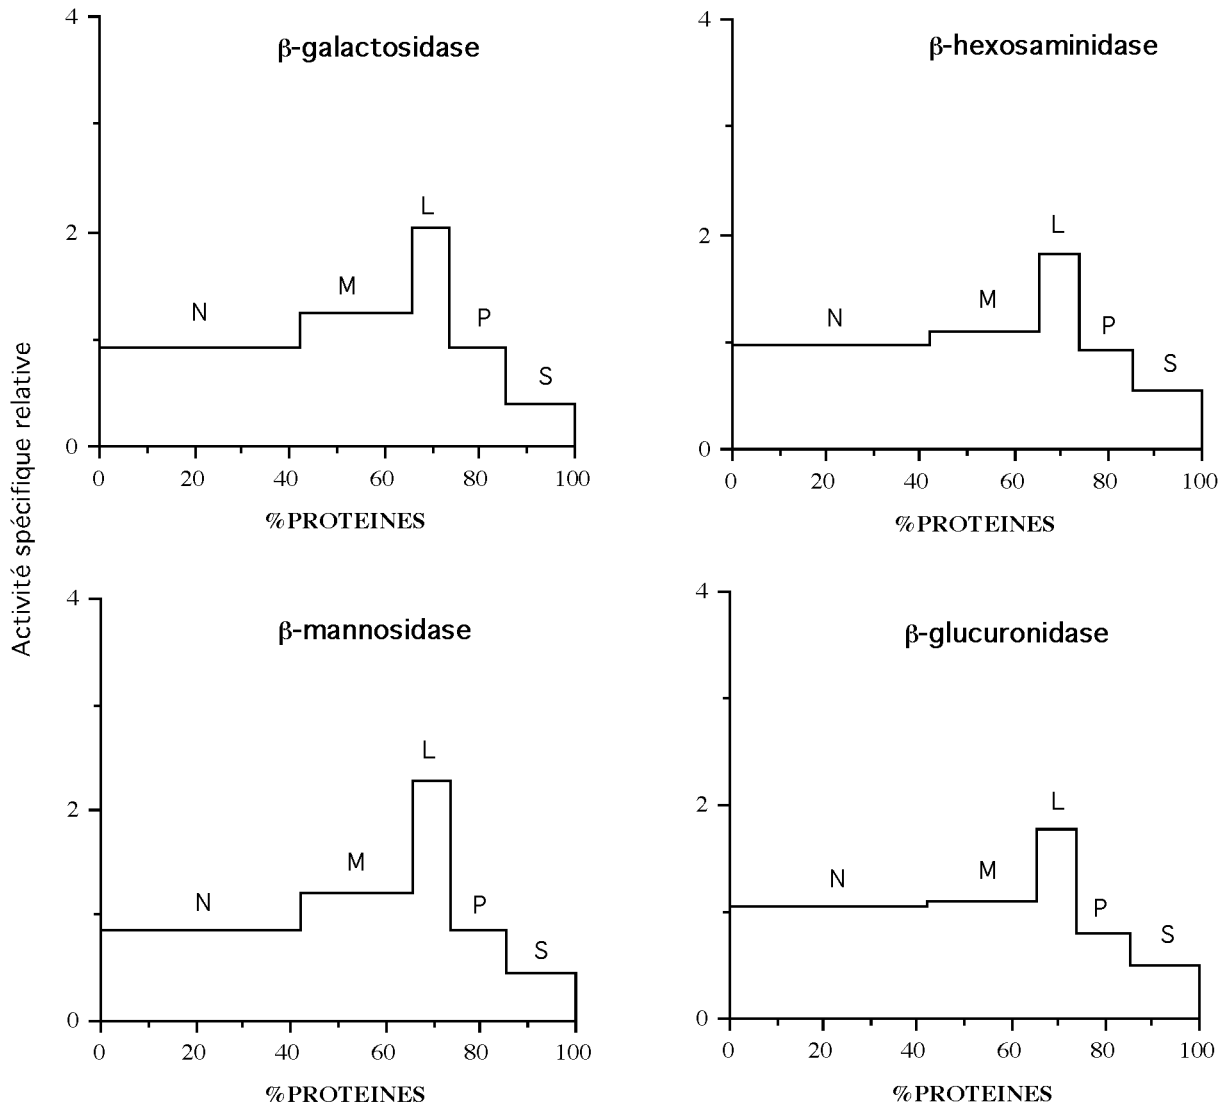 Activité spécifique relative
β-galactosidase
4
2
0
N
M
L
P
S
0 20 40 60 80 100
%PROTEINES
β-hexosaminidase
4
2
0
N
M
L
P
S
0 20 40 60 80 100
%PROTEINES
β-mannosidase
4
2
0
N
M
L
P
S
0 20 40 60 80 100
%PROTEINES
β-glucuronidase
4
2
0
N
M
L
P
S
0 20 40 60 80 100
%PROTEINES